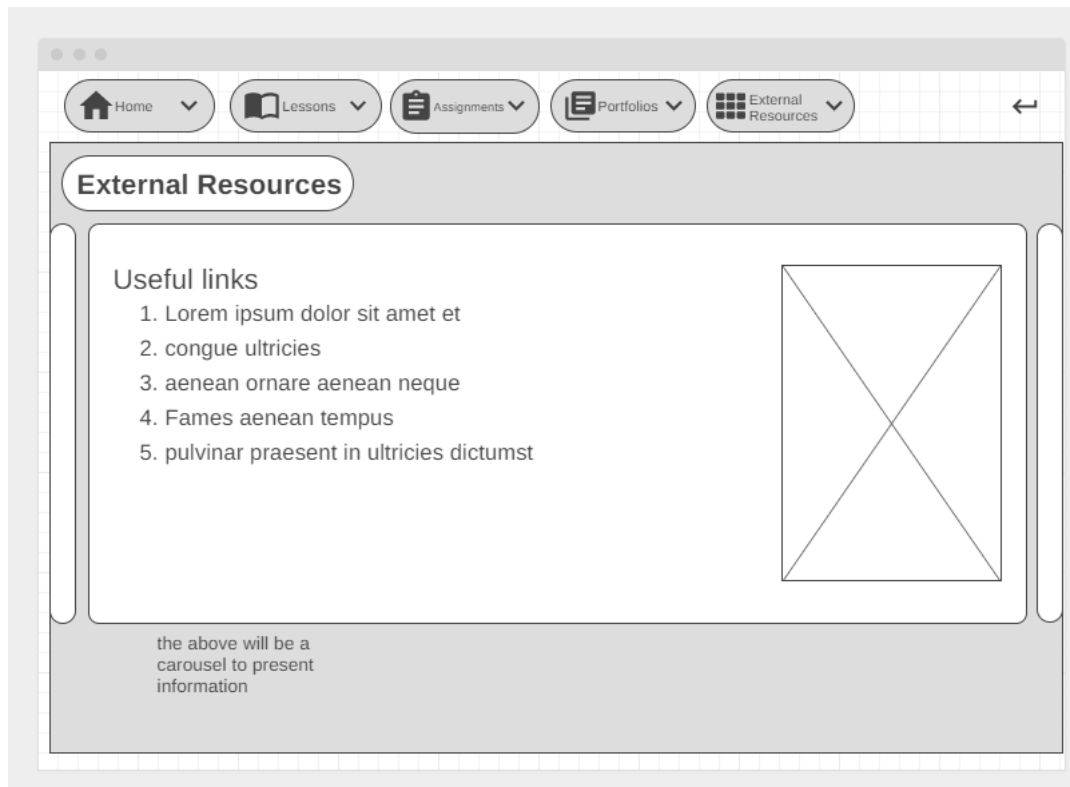 Home
Lessons
Assignments
Portfolios
External
Resources
External Resources
Useful links
1. Lorem ipsum dolor sit amet et
2. congue ultricies
3. aenean ornare aenean neque
4. Fames aenean tempus
5. pulvinar praesent in ultricies dictumst
the above will be a
carousel to present
information